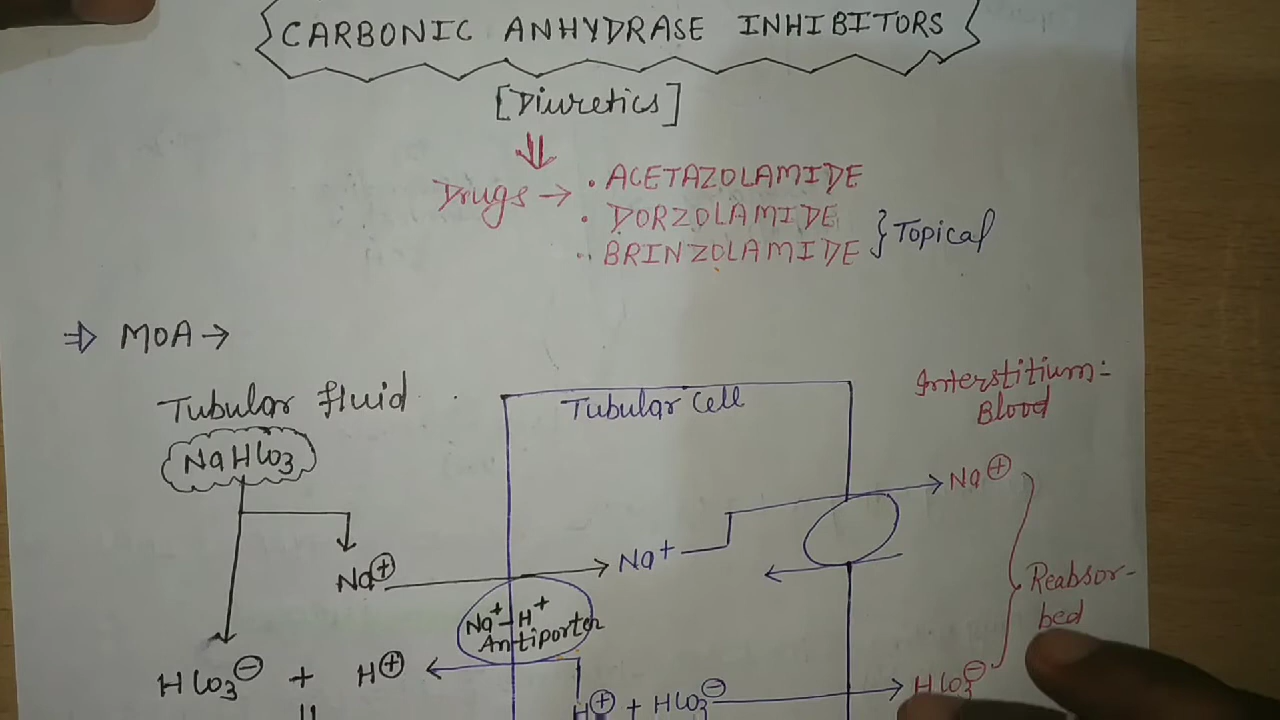 CARBONIC ANHYDRASE INHIBITORS
[Diuretics]
Drugs → • ACETAZOLAMIDE
• DORZOLAMIDE
•• BRINZOLAMIDE } Topical
⇒ MOA →
Tubular fluid
Tubular Cell
Interstitium:
Blood
NaHCO3
Na⊕
Na+
Na⊕
Na+-H+
Antiporter
Reabsor-
bed
HCO3⊖ + H⊕
H⊕ + HCO3⊖
HCO3⊖